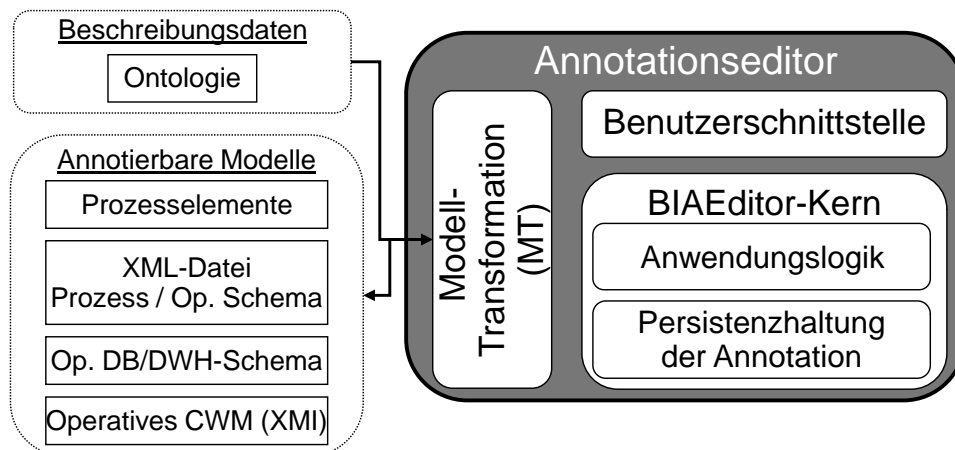 Beschreibungsdaten
Ontologie
Annotierbare Modelle
Prozesselemente
XML-Datei
Prozess / Op. Schema
Op. DB/DWH-Schema
Operatives CWM (XMI)
Annotationseditor
Modell-
Transformation
(MT)
Benutzerschnittstelle
BIAEditor-Kern
Anwendungslogik
Persistenzhaltung
der Annotation